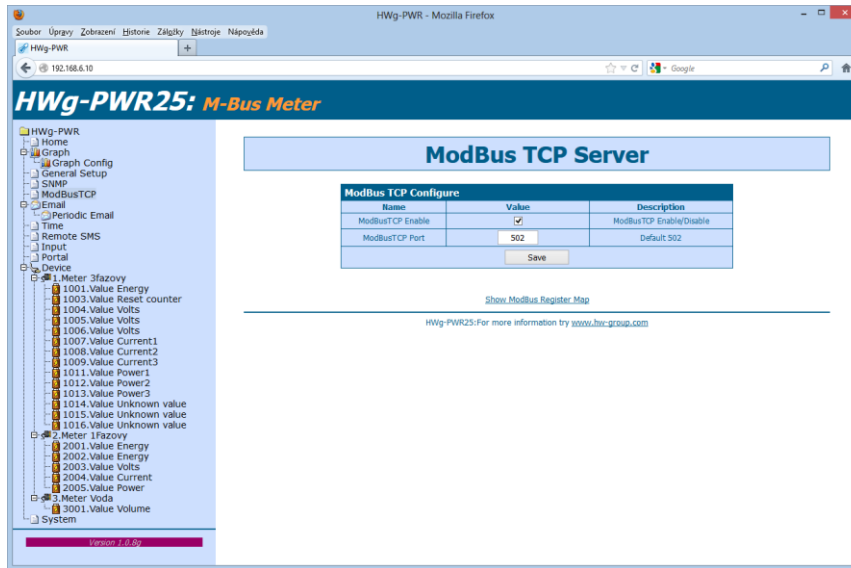 HWg-PWR - Mozilla Firefox
Soubor Úpravy Zobrazení Historie Záložky Nástroje Nápověda
HWg-PWR
192.168.6.10
Google
HWg-PWR25: M-Bus Meter
HWg-PWR
Home
Graph
Graph Config
General Setup
SNMP
ModBusTCP
Email
Periodic Email
Time
Remote SMS
Input
Portal
Device
1.Meter 3fazovy
1001.Value Energy
1003.Value Reset counter
1004.Value Volts
1005.Value Volts
1006.Value Volts
1007.Value Current1
1008.Value Current2
1009.Value Current3
1011.Value Power1
1012.Value Power2
1013.Value Power3
1014.Value Unknown value
1015.Value Unknown value
1016.Value Unknown value
2.Meter 1Fazovy
2001.Value Energy
2002.Value Energy
2003.Value Volts
2004.Value Current
2005.Value Power
3.Meter Voda
3001.Value Volume
System
Version 1.0.8g
ModBus TCP Server
ModBus TCP Configure
Name Value Description
ModBusTCP Enable ModBusTCP Enable/Disable
ModBusTCP Port 502 Default 502
Save
Show ModBus Register Map
HWg-PWR25:For more information try www.hw-group.com